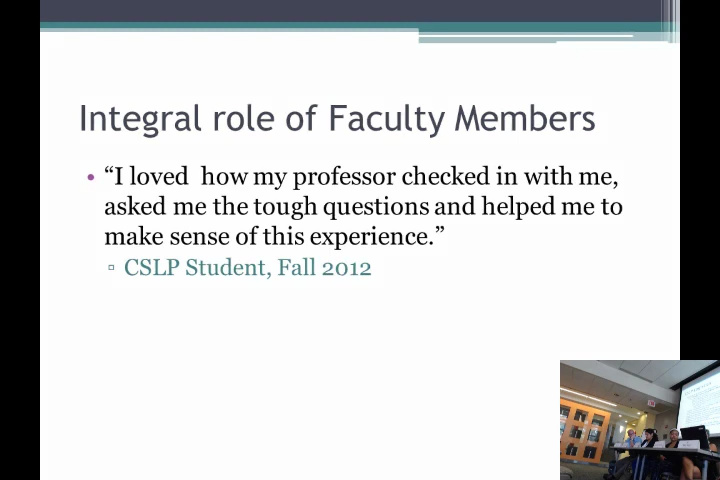 Integral role of Faculty Members
• “I loved  how my professor checked in with me,
asked me the tough questions and helped me to
make sense of this experience.”
▫ CSLP Student, Fall 2012